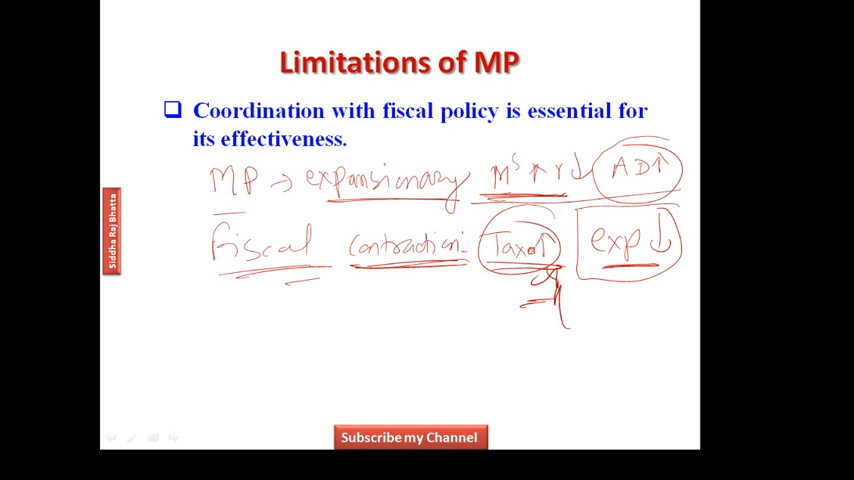 Limitations of MP
Coordination with fiscal policy is essential for
its effectiveness.
MP → expansionary Mˢ↑ r↓ AD↑
Fiscal Contraction: Tax↑ exp↓
Siddha Raj Bhatta
Subscribe my Channel